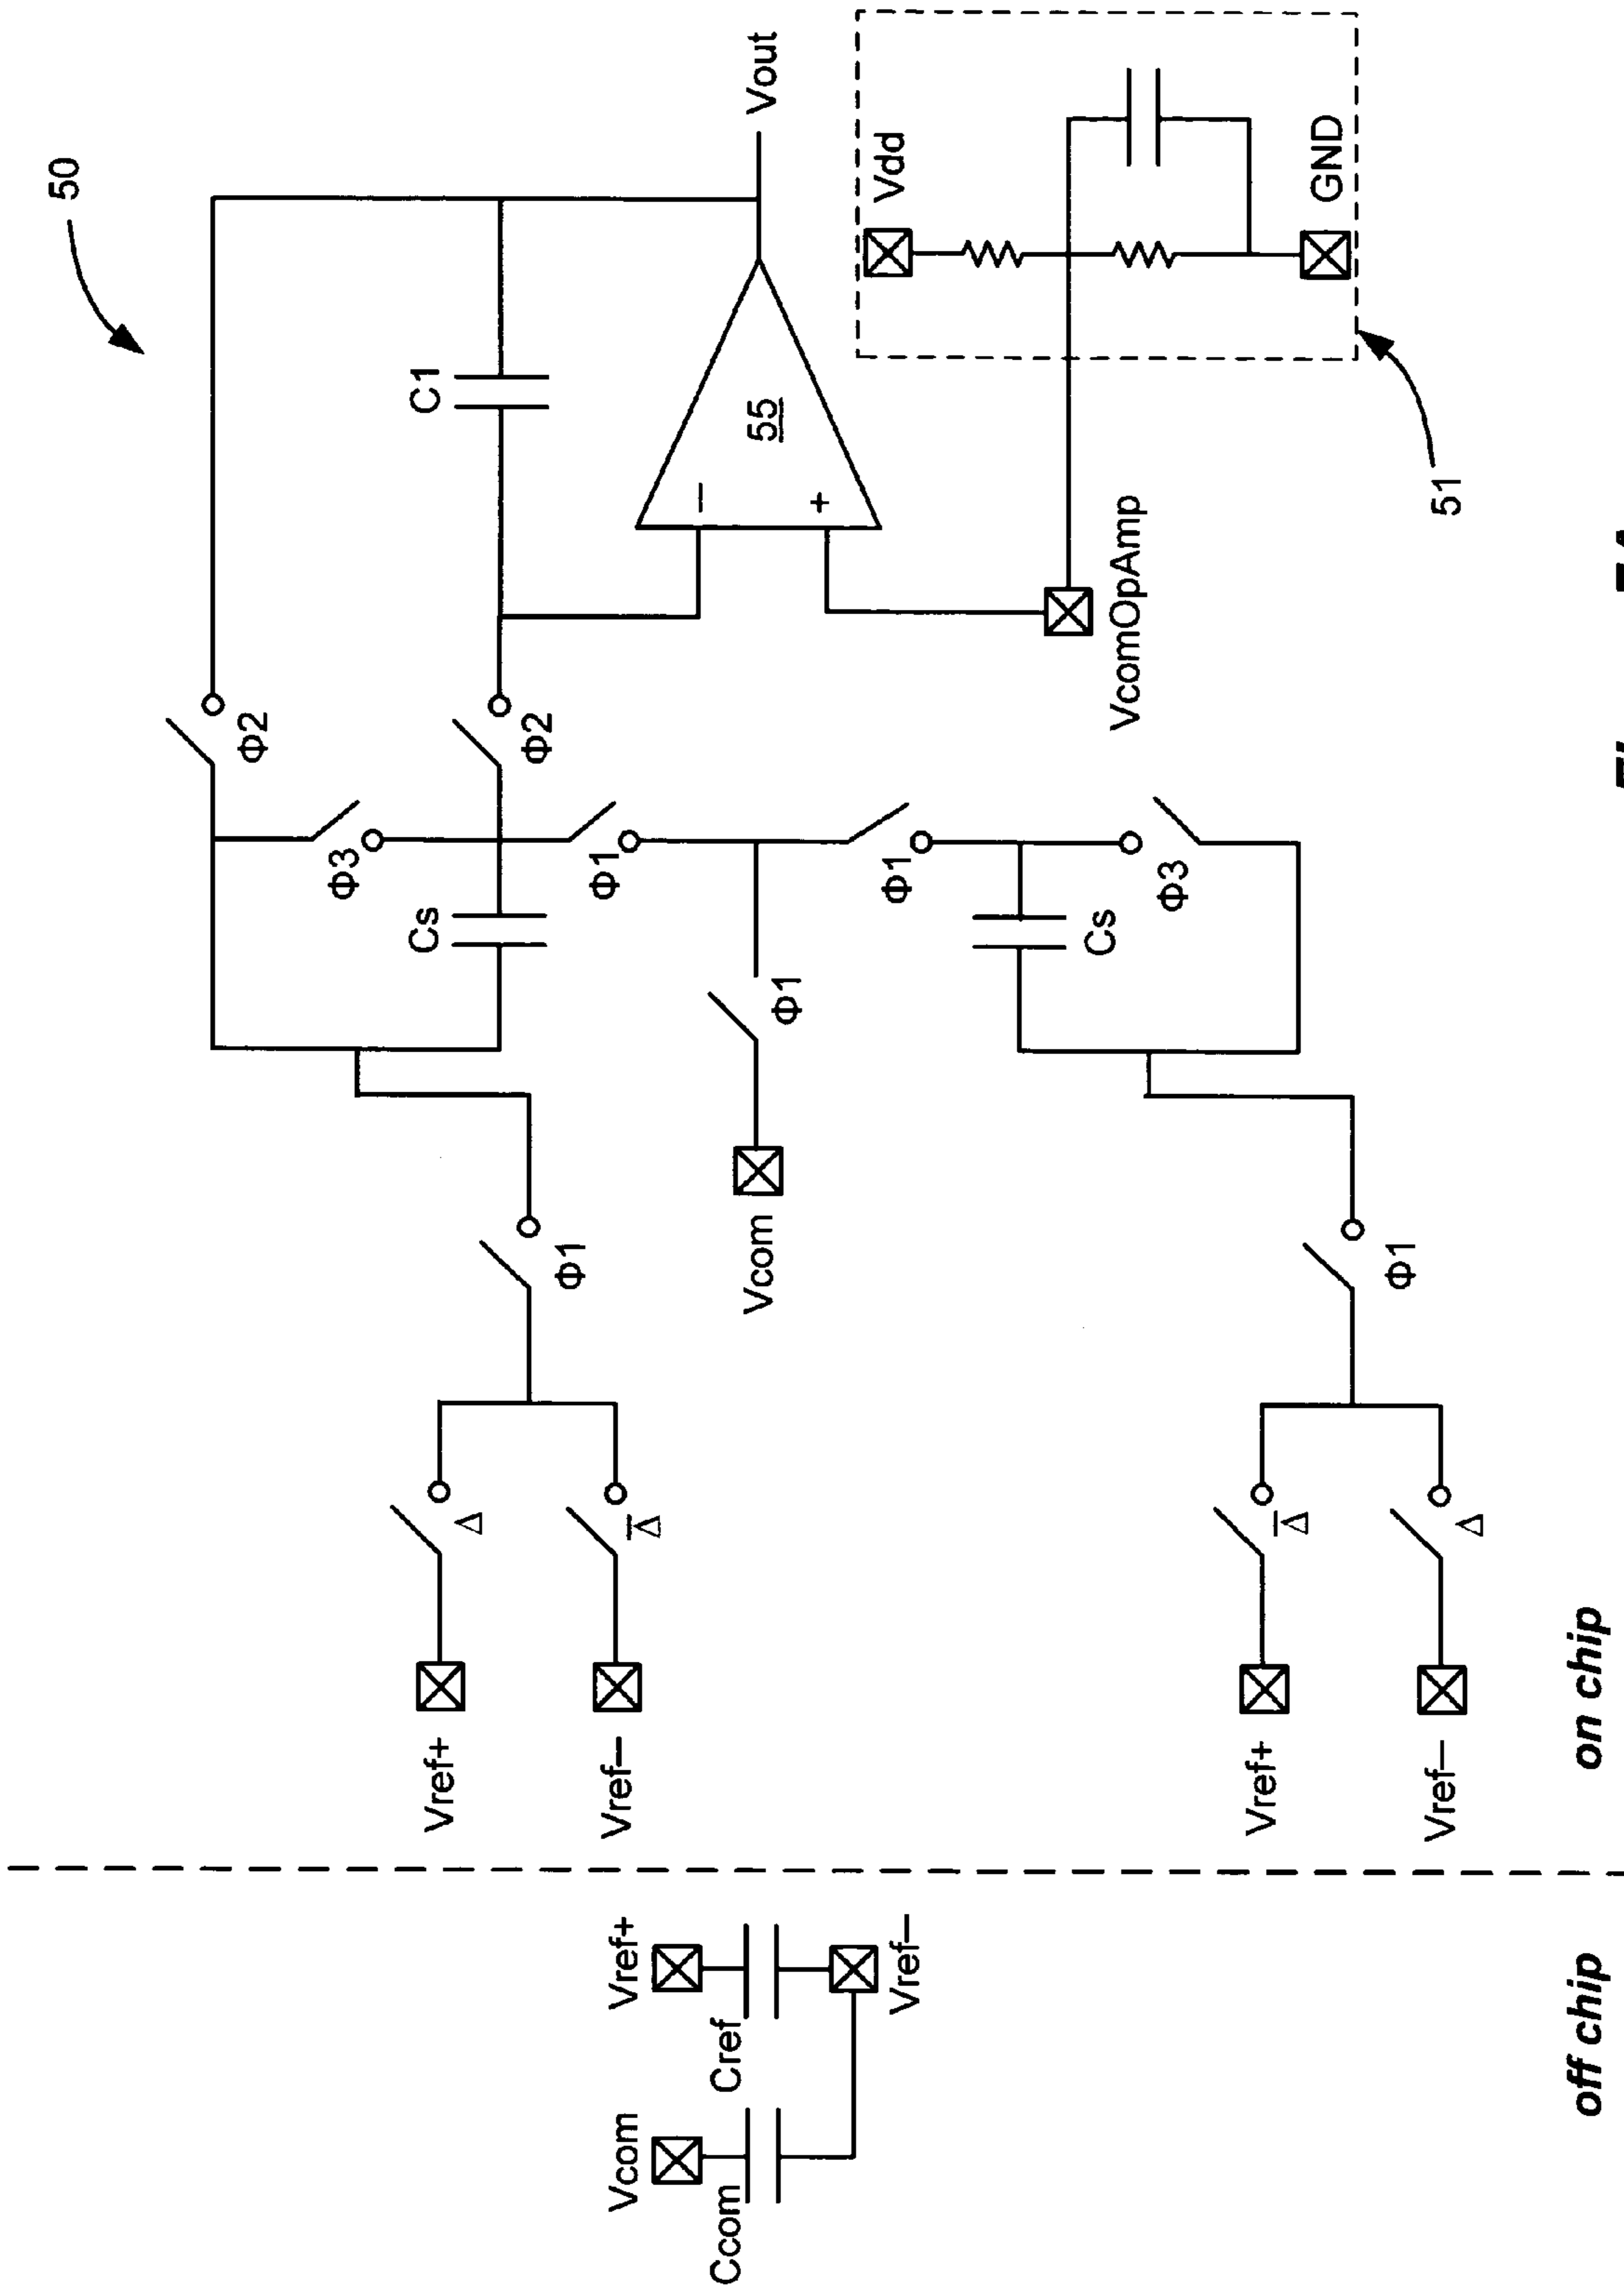 50
Φ2
C1
Vout
Φ3
Cs
Φ2
Φ1
55
−
+
Φ1
Vref+
Δ
Vref−
Δ̅
Φ1
Vcom
Φ1
Φ1
Cs
Φ3
VcomOpAmp
Vdd
GND
51
Vref+
Δ̅
Vref−
Δ
Φ1
Vcom
Vref+
Ccom
Cref
Vref−
off chip
on chip